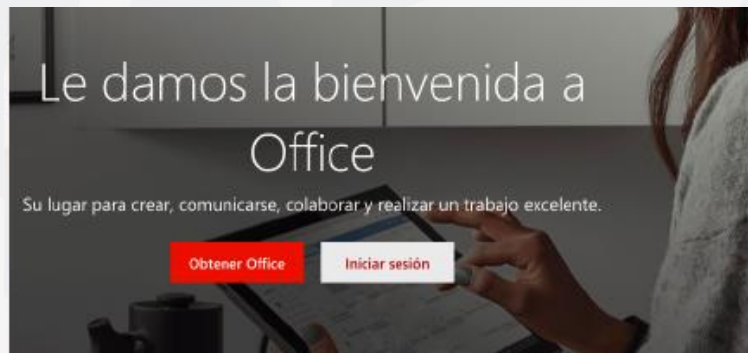 Le damos la bienvenida a
Office
Su lugar para crear, comunicarse, colaborar y realizar un trabajo excelente.
Obtener Office
Iniciar sesión